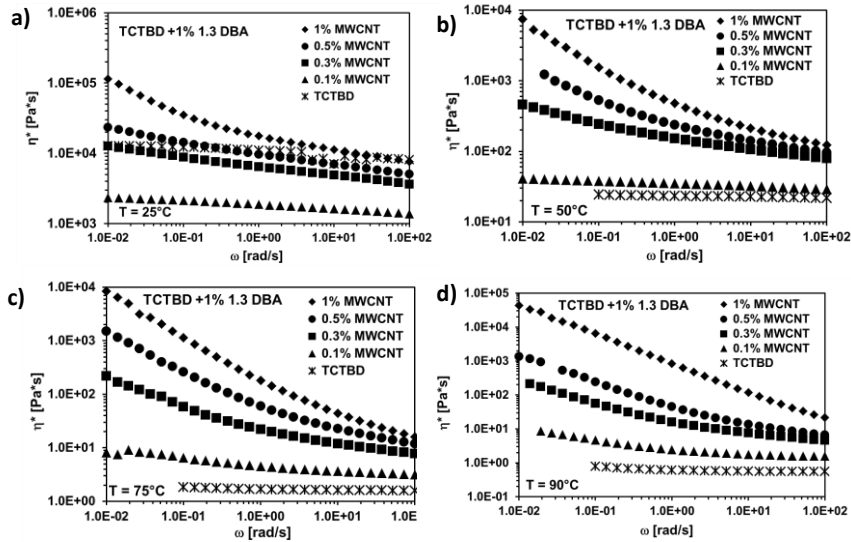 a)
TCTBD +1% 1.3 DBA
1% MWCNT
0.5% MWCNT
0.3% MWCNT
0.1% MWCNT
TCTBD
1.0E+06
1.0E+05
1.0E+04
1.0E+03
η* [Pa*s]
T = 25°C
1.0E-02 1.0E-01 1.0E+00 1.0E+01 1.0E+02
ω [rad/s]
b)
TCTBD +1% 1.3 DBA
1% MWCNT
0.5% MWCNT
0.3% MWCNT
0.1% MWCNT
TCTBD
1.0E+04
1.0E+03
1.0E+02
1.0E+01
η* [Pa*s]
T = 50°C
1.0E-02 1.0E-01 1.0E+00 1.0E+01 1.0E+02
ω [rad/s]
c)
TCTBD +1% 1.3 DBA
1% MWCNT
0.5% MWCNT
0.3% MWCNT
0.1% MWCNT
TCTBD
1.0E+04
1.0E+03
1.0E+02
1.0E+01
1.0E+00
η* [Pa*s]
T = 75°C
1.0E-02 1.0E-01 1.0E+00 1.0E+01 1.0E
ω [rad/s]
d)
TCTBD +1% 1.3 DBA
1% MWCNT
0.5% MWCNT
0.3% MWCNT
0.1% MWCNT
TCTBD
1.0E+05
1.0E+04
1.0E+03
1.0E+02
1.0E+01
1.0E+00
1.0E-01
η* [Pa*s]
T = 90°C
1.0E-02 1.0E-01 1.0E+00 1.0E+01 1.0E+02
ω [rad/s]